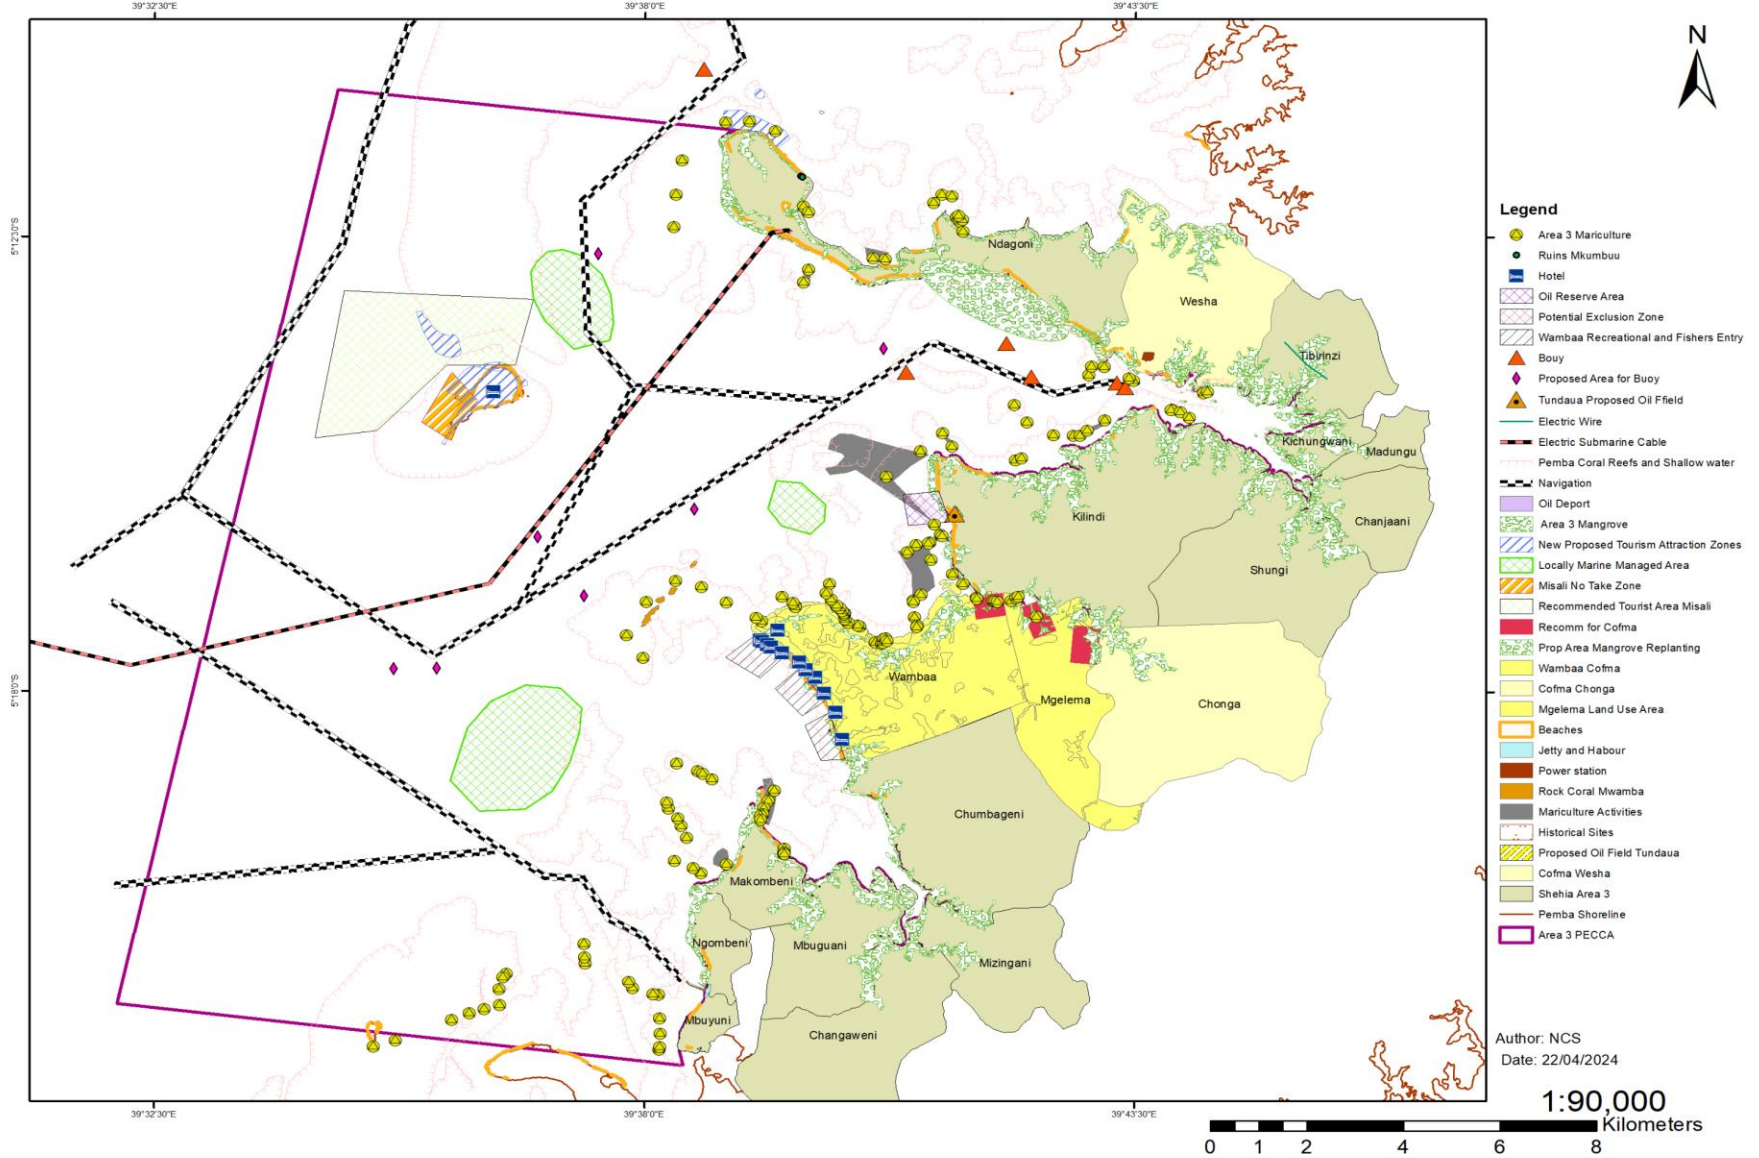 39°32'30"E
39°38'0"E
39°43'30"E
N
5°12'30"S
5°18'0"S
Ndagoni
Wesha
Tibirinzi
Kichungwani
Madungu
Chanjaani
Kilindi
Shungi
Wambaa
Mgelema
Chonga
Chumbageni
Makombeni
Ngombeni
Mbuguani
Mizingani
Mbuyuni
Changaweni
Legend
Area 3 Mariculture
Ruins Mkumbuu
Hotel
Oil Reserve Area
Potential Exclusion Zone
Wambaa Recreational and Fishers Entry
Bouy
Proposed Area for Buoy
Tundaua Proposed Oil Ffield
Electric Wire
Electric Submarine Cable
Pemba Coral Reefs and Shallow water
Navigation
Oil Deport
Area 3 Mangrove
New Proposed Tourism Attraction Zones
Locally Marine Managed Area
Misali No Take Zone
Recommended Tourist Area Misali
Recomm for Cofma
Prop Area Mangrove Replanting
Wambaa Cofma
Cofma Chonga
Mgelema Land Use Area
Beaches
Jetty and Habour
Power station
Rock Coral Mwamba
Mariculture Activities
Historical Sites
Proposed Oil Field Tundaua
Cofma Wesha
Shehia Area 3
Pemba Shoreline
Area 3 PECCA
Author: NCS
Date: 22/04/2024
1:90,000
Kilometers
0 1 2 4 6 8
39°32'30"E
39°38'0"E
39°43'30"E